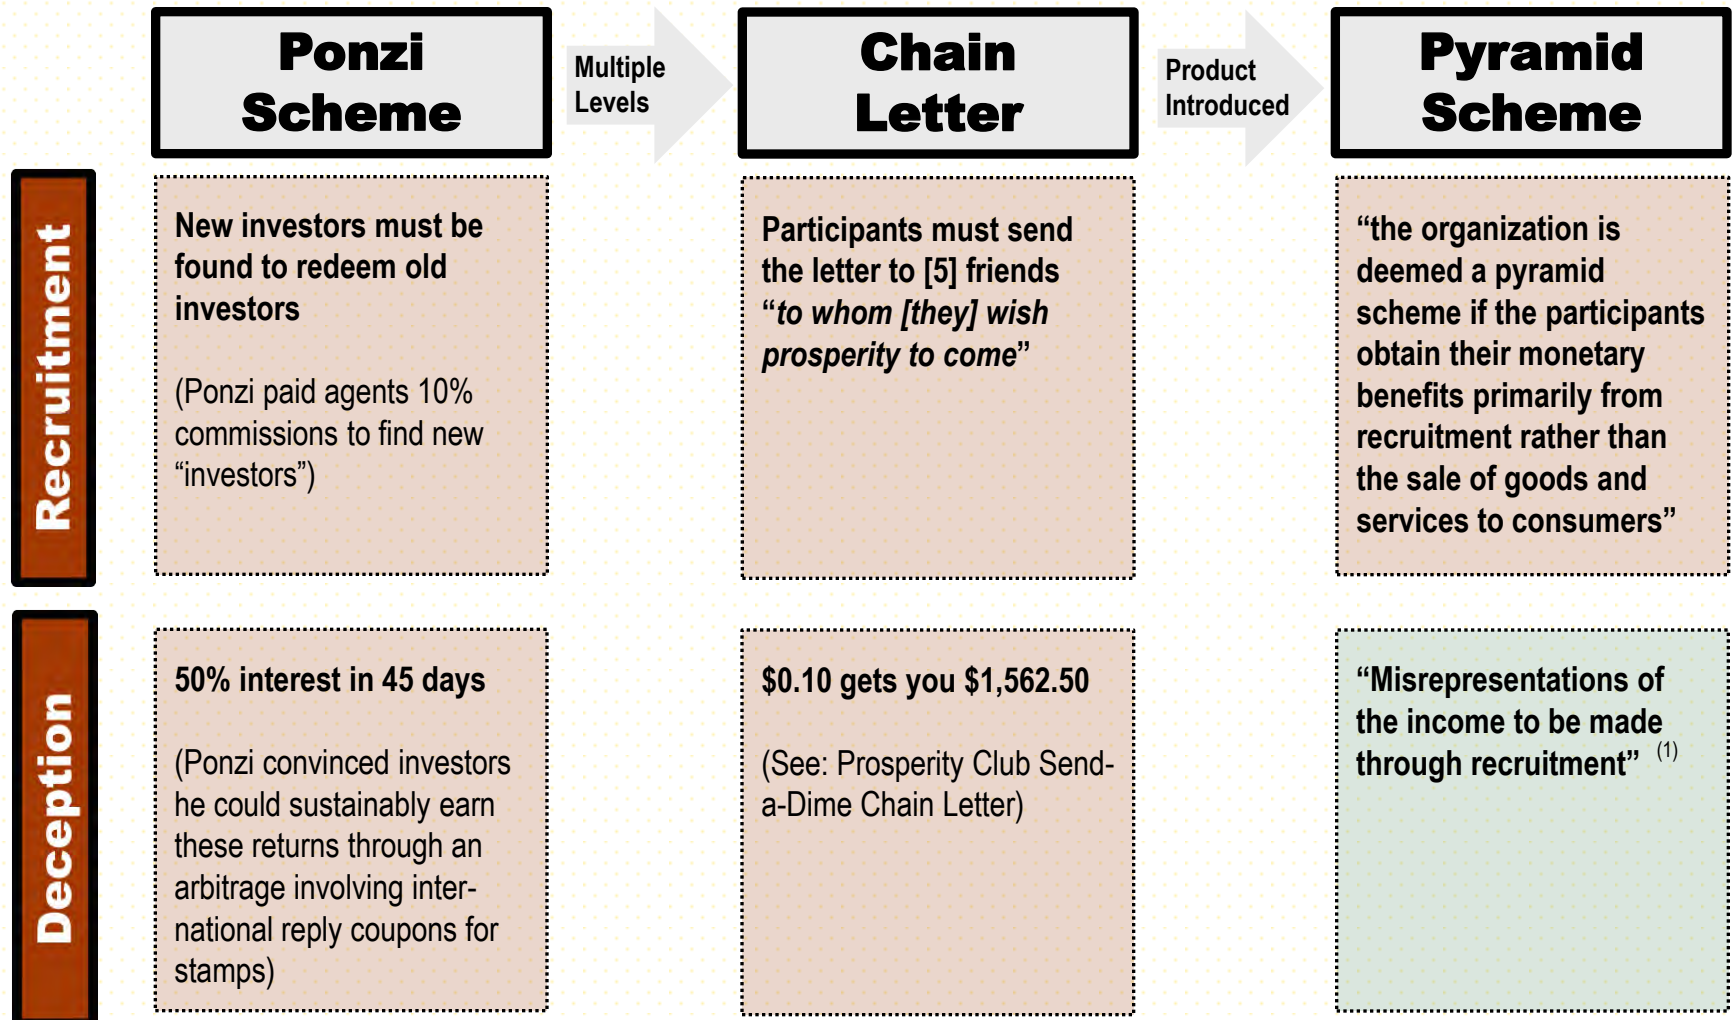 Ponzi
Scheme
Multiple
Levels
Chain
Letter
Product
Introduced
Pyramid
Scheme
Recruitment
New investors must be
found to redeem old
investors
(Ponzi paid agents 10%
commissions to find new
“investors”)
Participants must send
the letter to [5] friends
“to whom [they] wish
prosperity to come”
“the organization is
deemed a pyramid
scheme if the participants
obtain their monetary
benefits primarily from
recruitment rather than
the sale of goods and
services to consumers”
Deception
50% interest in 45 days
(Ponzi convinced investors
he could sustainably earn
these returns through an
arbitrage involving inter-
national reply coupons for
stamps)
$0.10 gets you $1,562.50
(See: Prosperity Club Send-
a-Dime Chain Letter)
“Misrepresentations of
the income to be made
through recruitment” (1)